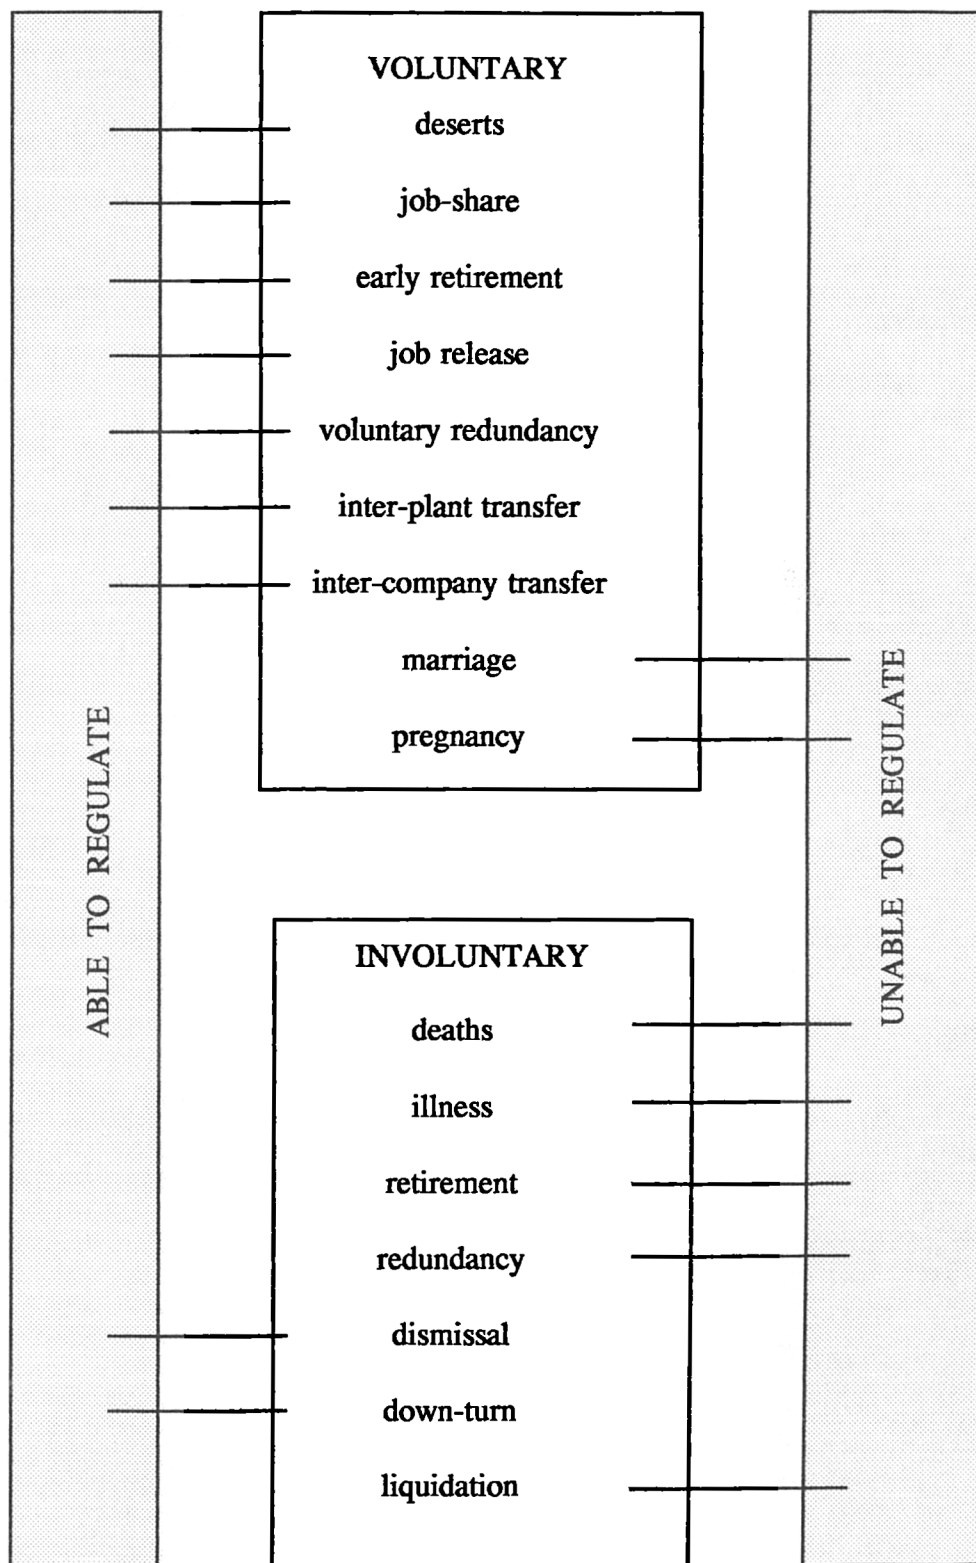 VOLUNTARY
deserts
job-share
early retirement
job release
voluntary redundancy
inter-plant transfer
inter-company transfer
marriage
pregnancy
ABLE TO REGULATE
UNABLE TO REGULATE
INVOLUNTARY
deaths
illness
retirement
redundancy
dismissal
down-turn
liquidation